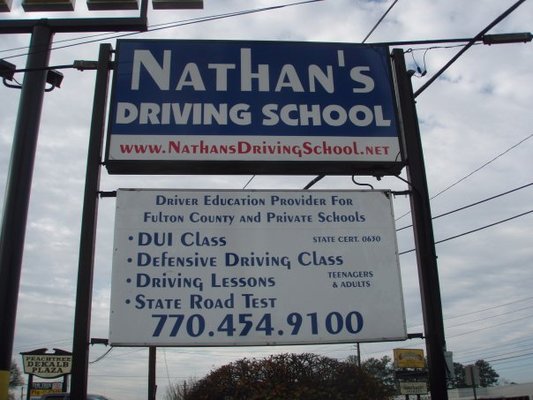 Nathan's
Driving School
www.NathansDrivingSchool.net
Driver Education Provider For
Fulton County and Private Schools
• DUI Class
State Cert. 0630
• Defensive Driving Class
• Driving Lessons
Teenagers
& Adults
• State Road Test
770.454.9100
Peachtree
DeKalb
Plaza